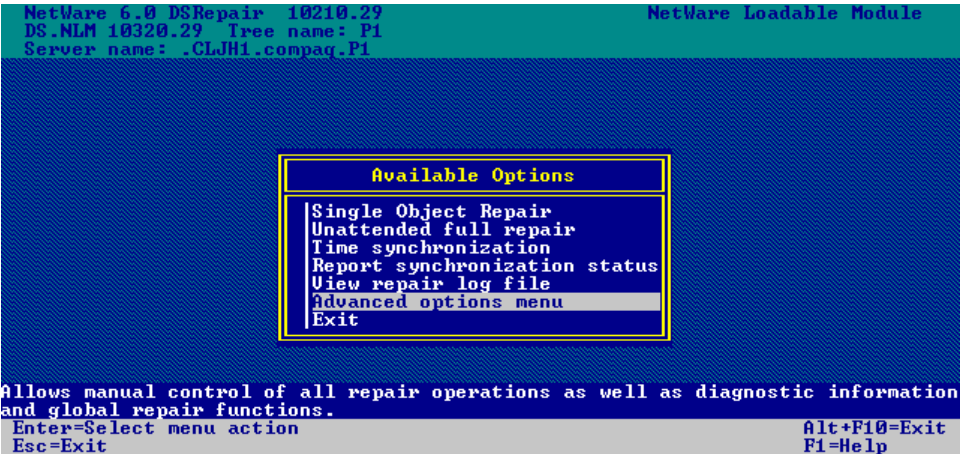 NetWare 6.0 DSRepair 10210.29 NetWare Loadable Module
DS.NLM 10320.29 Tree name: P1
Server name: .CLJH1.compaq.P1
Available Options
Single Object Repair
Unattended full repair
Time synchronization
Report synchronization status
View repair log file
Advanced options menu
Exit
Allows manual control of all repair operations as well as diagnostic information
and global repair functions.
Enter=Select menu action Alt+F10=Exit
Esc=Exit F1=Help